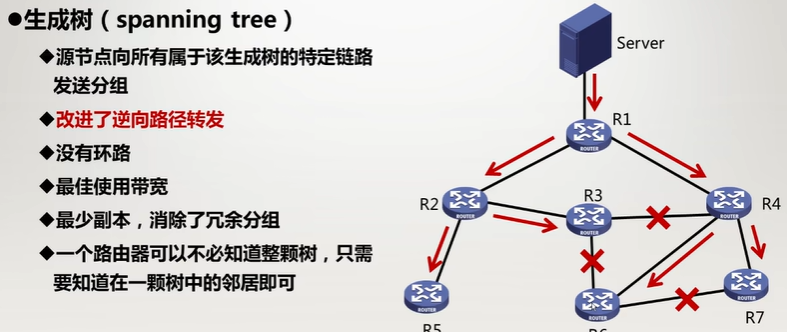 ●生成树（spanning tree）
◆源节点向所有属于该生成树的特定链路
发送分组
◆改进了逆向路径转发
◆没有环路
◆最佳使用带宽
◆最少副本，消除了冗余分组
◆一个路由器可以不必知道整颗树，只需
要知道在一颗树中的邻居即可
Server
R1
ROUTER
R2
ROUTER
R3
ROUTER
R4
ROUTER
R5
ROUTER
R6
ROUTER
R7
ROUTER